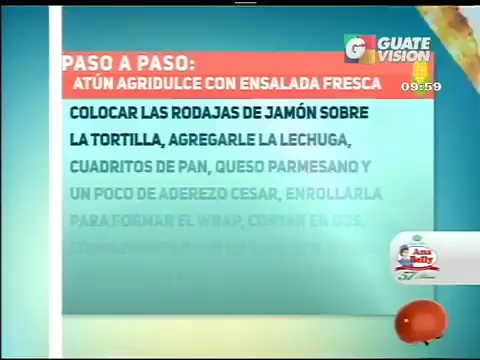 GUATE
VISION
09:59
PASO A PASO:
ATÚN AGRIDULCE CON ENSALADA FRESCA
COLOCAR LAS RODAJAS DE JAMÓN SOBRE
LA TORTILLA, AGREGARLE LA LECHUGA,
CUADRITOS DE PAN, QUESO PARMESANO Y
UN POCO DE ADEREZO CESAR, ENROLLARLA
PARA FORMAR EL WRAP, CORTAR EN DOS.
Ana
Belly
57